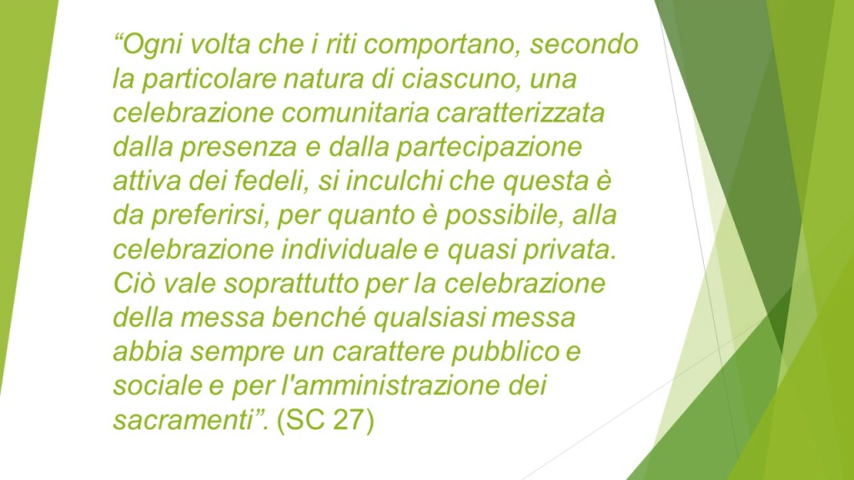 “Ogni volta che i riti comportano, secondo
la particolare natura di ciascuno, una
celebrazione comunitaria caratterizzata
dalla presenza e dalla partecipazione
attiva dei fedeli, si inculchi che questa è
da preferirsi, per quanto è possibile, alla
celebrazione individuale e quasi privata.
Ciò vale soprattutto per la celebrazione
della messa benché qualsiasi messa
abbia sempre un carattere pubblico e
sociale e per l'amministrazione dei
sacramenti”. (SC 27)